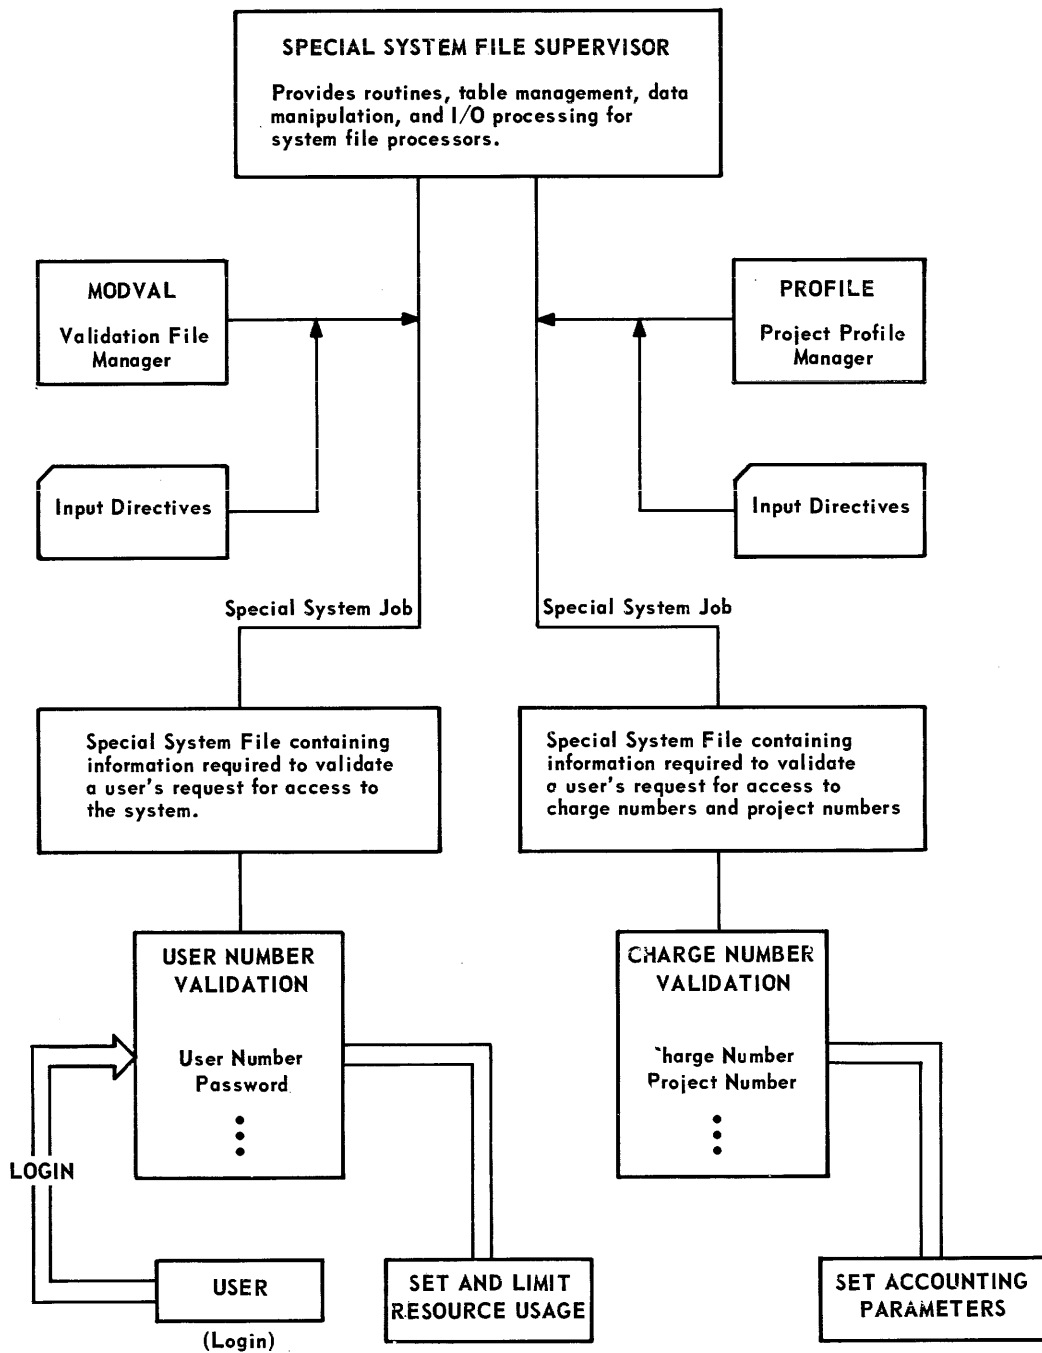 SPECIAL SYSTEM FILE SUPERVISOR
Provides routines, table management, data
manipulation, and I/O processing for
system file processors.
MODVAL
Validation File
Manager
PROFILE
Project Profile
Manager
Input Directives
Input Directives
Special System Job
Special System Job
Special System File containing
information required to validate
a user's request for access to
the system.
Special System File containing
information required to validate
a user's request for access to
charge numbers and project numbers
USER NUMBER
VALIDATION
User Number
Password
CHARGE NUMBER
VALIDATION
harge Number
Project Number
LOGIN
USER
(Login)
SET AND LIMIT
RESOURCE USAGE
SET ACCOUNTING
PARAMETERS